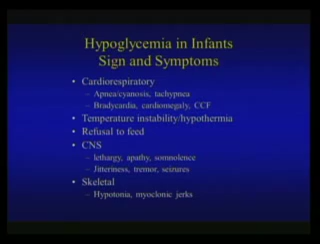 Hypoglycemia in Infants
Sign and Symptoms
• Cardiorespiratory
– Apnea/cyanosis, tachypnea
– Bradycardia, cardiomegaly, CCF
• Temperature instability/hypothermia
• Refusal to feed
• CNS
– lethargy, apathy, somnolence
– Jitteriness, tremor, seizures
• Skeletal
– Hypotonia, myoclonic jerks